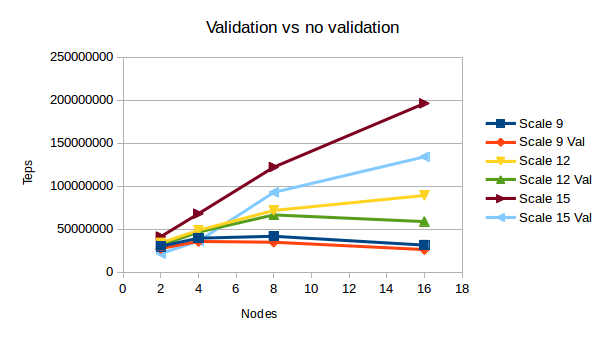 Validation vs no validation
250000000
200000000
150000000
100000000
50000000
0
Teps
0 2 4 6 8 10 12 14 16 18
Nodes
Scale 9
Scale 9 Val
Scale 12
Scale 12 Val
Scale 15
Scale 15 Val